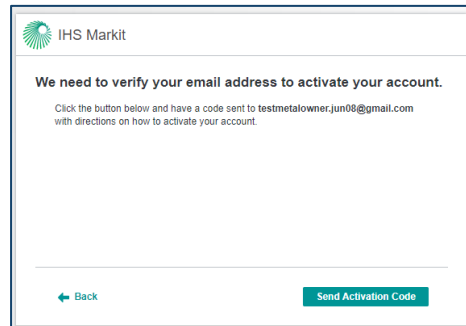 IHS Markit
We need to verify your email address to activate your account.
Click the button below and have a code sent to testmetalowner.jun08@gmail.com
with directions on how to activate your account.
Back
Send Activation Code